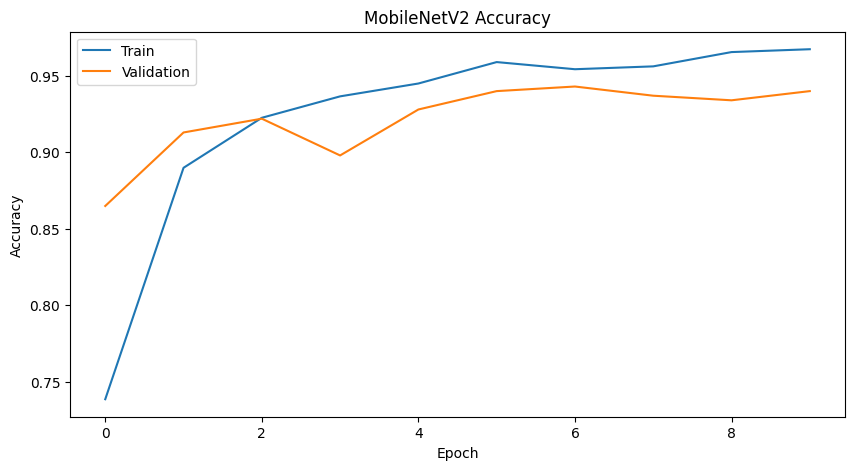 MobileNetV2 Accuracy
Train
Validation
0.95
0.90
0.85
0.80
0.75
Accuracy
0 2 4 6 8
Epoch